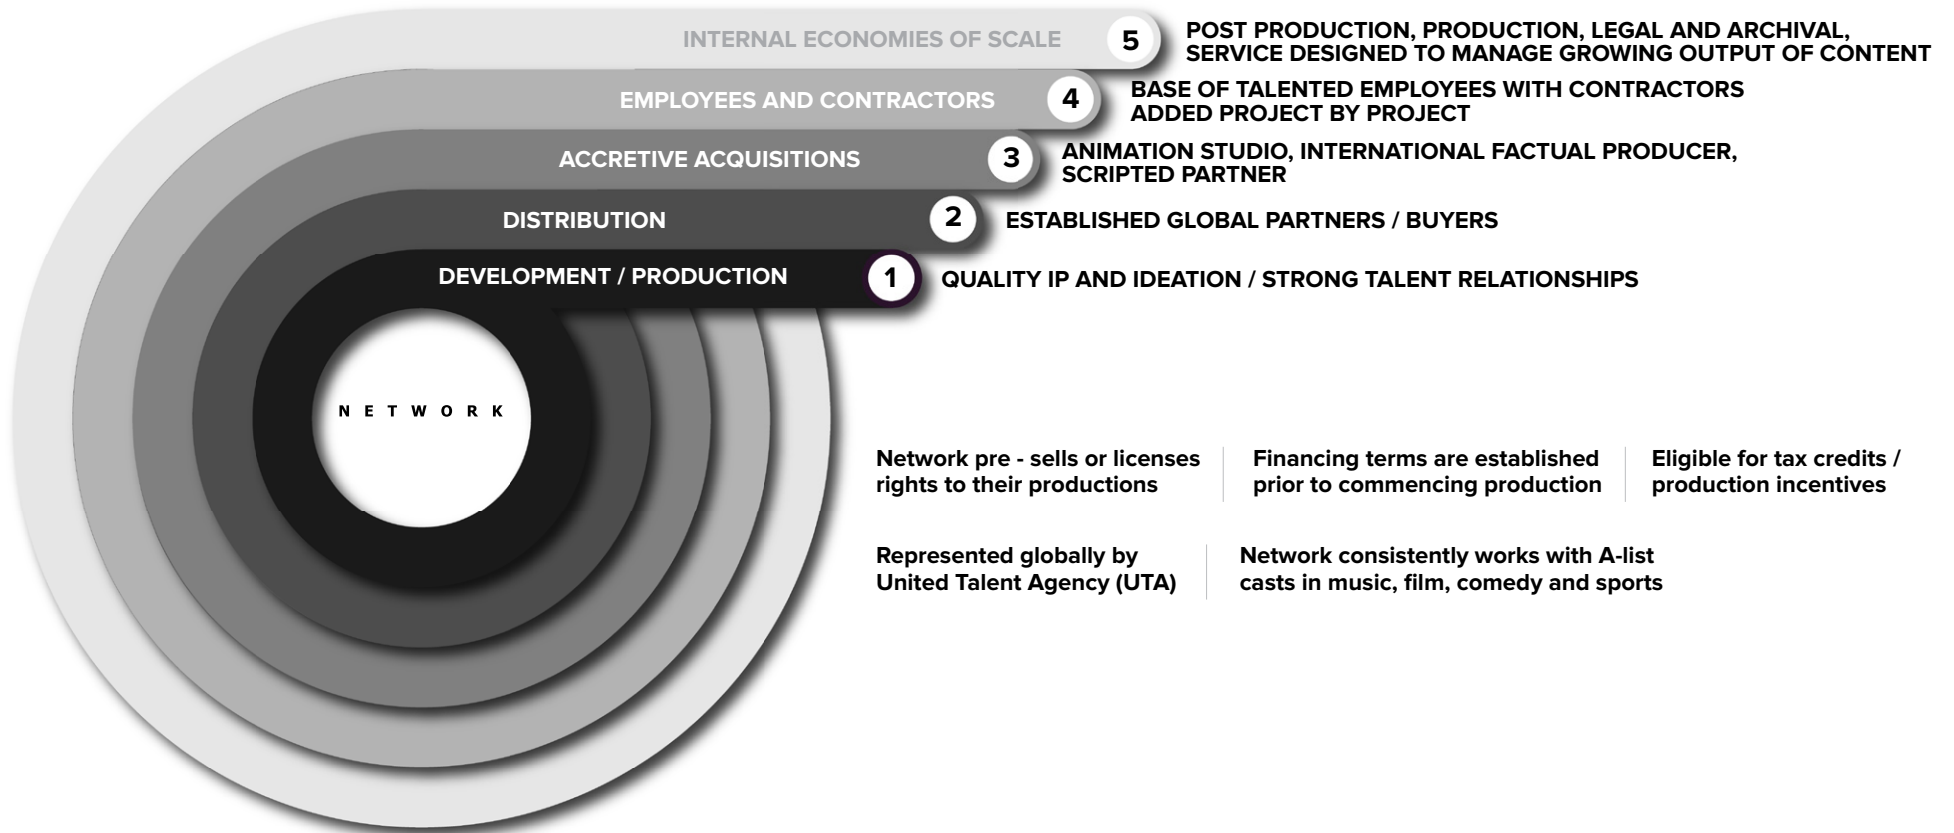 INTERNAL ECONOMIES OF SCALE
5
POST PRODUCTION, PRODUCTION, LEGAL AND ARCHIVAL,
SERVICE DESIGNED TO MANAGE GROWING OUTPUT OF CONTENT
EMPLOYEES AND CONTRACTORS
4
BASE OF TALENTED EMPLOYEES WITH CONTRACTORS
ADDED PROJECT BY PROJECT
ACCRETIVE ACQUISITIONS
3
ANIMATION STUDIO, INTERNATIONAL FACTUAL PRODUCER,
SCRIPTED PARTNER
DISTRIBUTION
2
ESTABLISHED GLOBAL PARTNERS / BUYERS
DEVELOPMENT / PRODUCTION
1
QUALITY IP AND IDEATION / STRONG TALENT RELATIONSHIPS
N E T W O R K
Network pre - sells or licenses
rights to their productions
Financing terms are established
prior to commencing production
Eligible for tax credits /
production incentives
Represented globally by
United Talent Agency (UTA)
Network consistently works with A-list
casts in music, film, comedy and sports